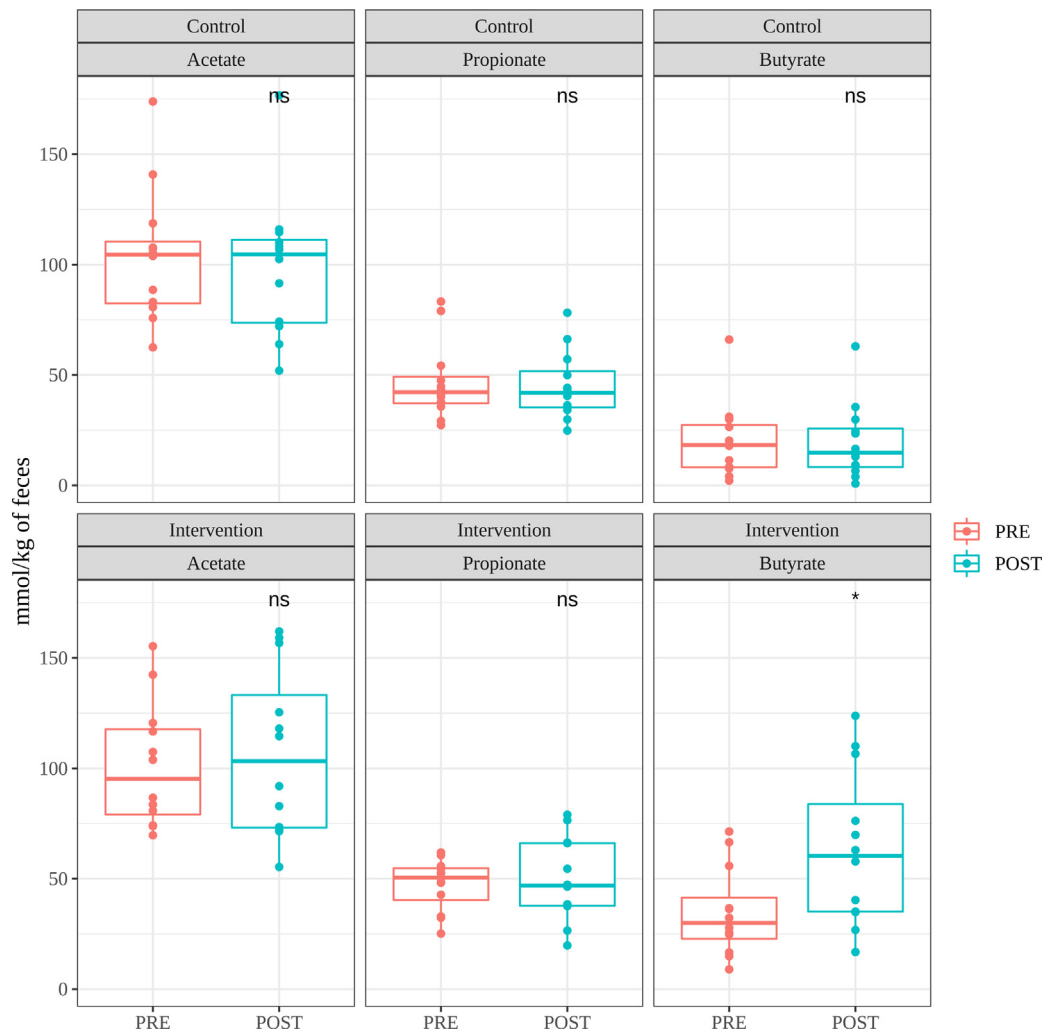 Control
Control
Control
Acetate
Propionate
Butyrate
ns
ns
ns
150
100
50
0
mmol/kg of feces
Intervention
Intervention
Intervention
Acetate
Propionate
Butyrate
ns
ns
*
150
100
50
0
PRE
POST
PRE
POST
PRE
POST
PRE
POST